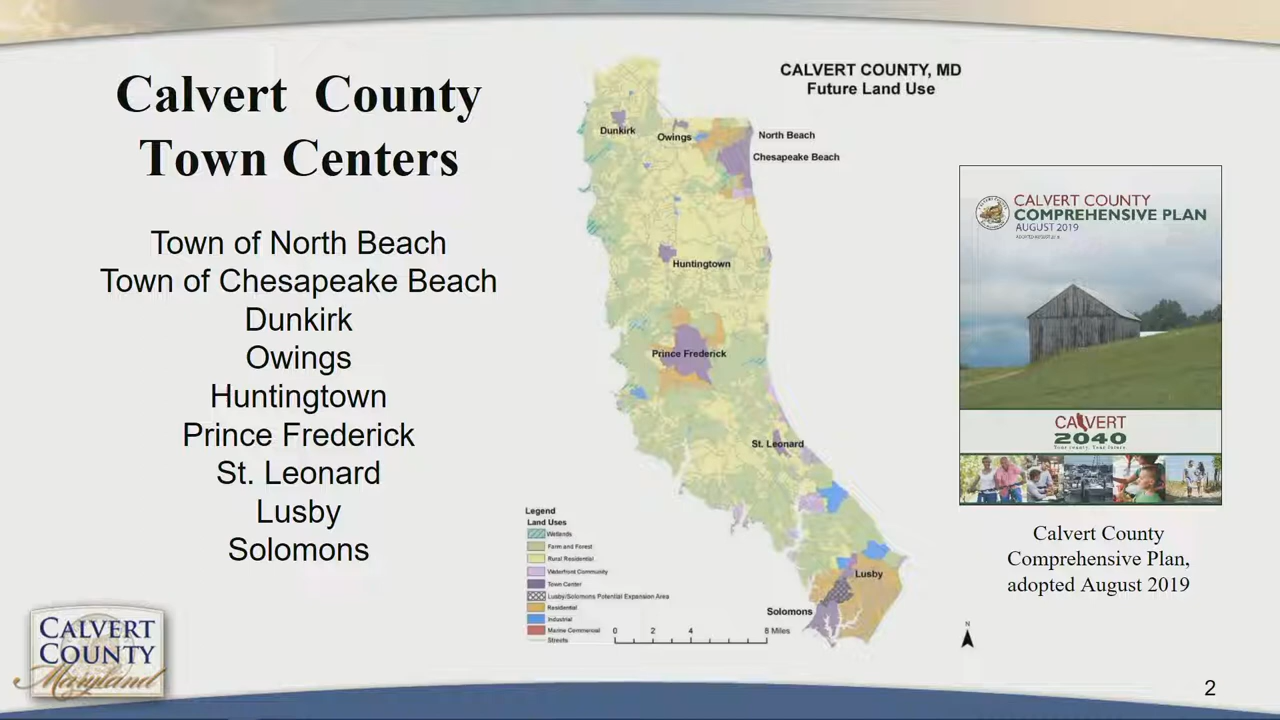 Calvert County
Town Centers
Town of North Beach
Town of Chesapeake Beach
Dunkirk
Owings
Huntingtown
Prince Frederick
St. Leonard
Lusby
Solomons
CALVERT COUNTY, MD
Future Land Use
Dunkirk
Owings
North Beach
Chesapeake Beach
Huntingtown
Prince Frederick
St. Leonard
Lusby
Solomons
Legend
Land Uses
Wetlands
Farm and Forest
Rural Residential
Waterfront Community
Town Center
Lusby/Solomons Potential Expansion Area
Residential
Industrial
Marine Commercial
Streets
0 2 4 8 Miles
N
CALVERT COUNTY
COMPREHENSIVE PLAN
AUGUST 2019
CALVERT
2040
Your county. Your future.
Calvert County
Comprehensive Plan,
adopted August 2019
CALVERT
COUNTY
Maryland
2